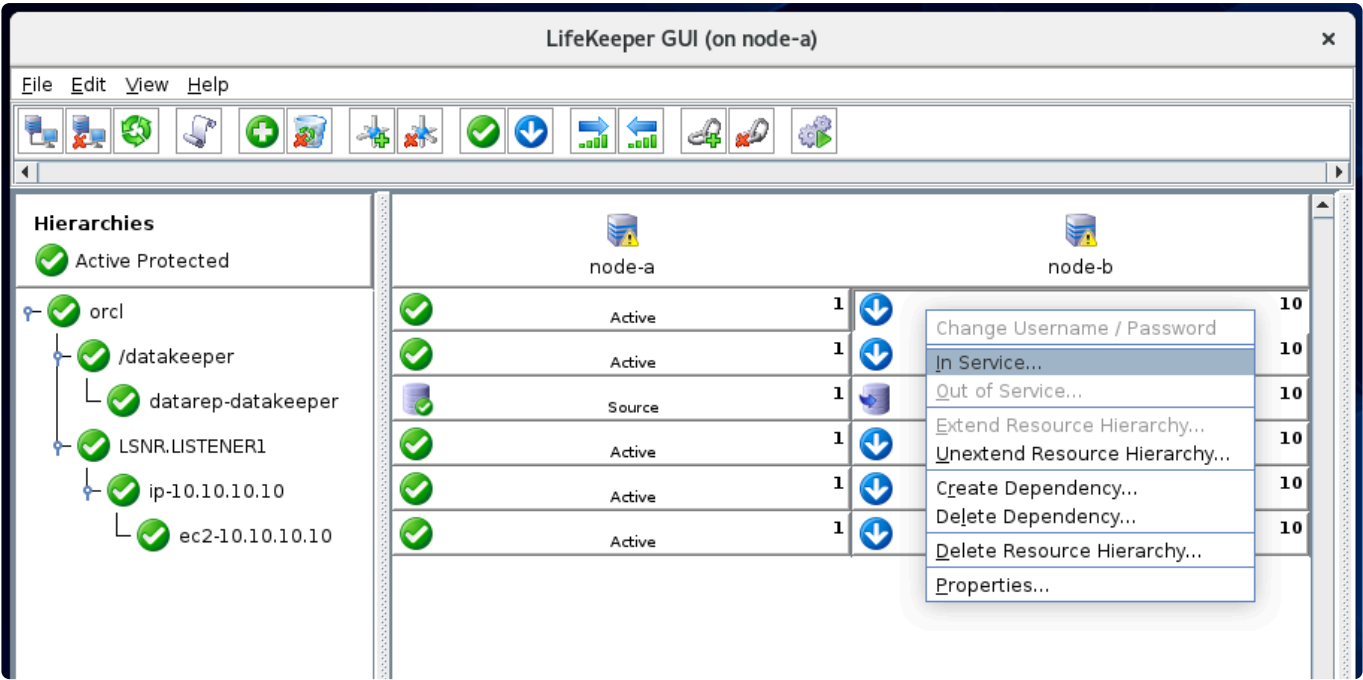 LifeKeeper GUI (on node-a)
File Edit View Help
Hierarchies
Active Protected
node-a
node-b
orcl
Active
1
10
/datakeeper
Active
1
10
datarep-datakeeper
Source
1
10
LSNR.LISTENER1
Active
1
10
ip-10.10.10.10
Active
1
10
ec2-10.10.10.10
Active
1
10
Change Username / Password
In Service...
Out of Service...
Extend Resource Hierarchy...
Unextend Resource Hierarchy...
Create Dependency...
Delete Dependency...
Delete Resource Hierarchy...
Properties...